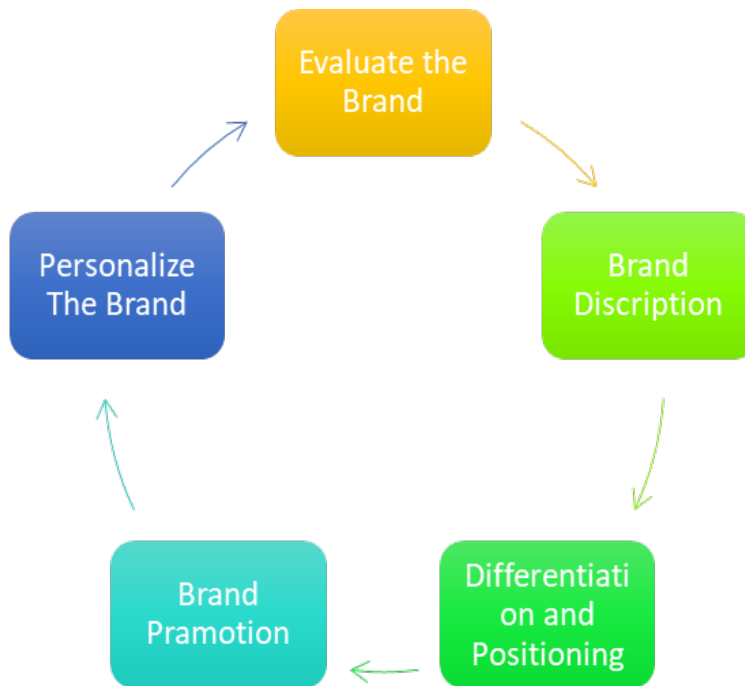 Evaluate the
Brand
Brand
Discription
Differentiati
on and
Positioning
Brand
Pramotion
Personalize
The Brand